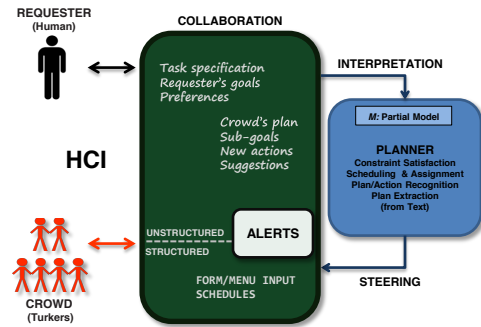 REQUESTER
(Human)
COLLABORATION
INTERPRETATION
Task specification
Requester's goals
Preferences
Crowd's plan
Sub-goals
New actions
Suggestions
HCI
M: Partial Model
PLANNER
Constraint Satisfaction
Scheduling & Assignment
Plan/Action Recognition
Plan Extraction
(from Text)
UNSTRUCTURED
STRUCTURED
ALERTS
FORM/MENU INPUT
SCHEDULES
STEERING
CROWD
(Turkers)